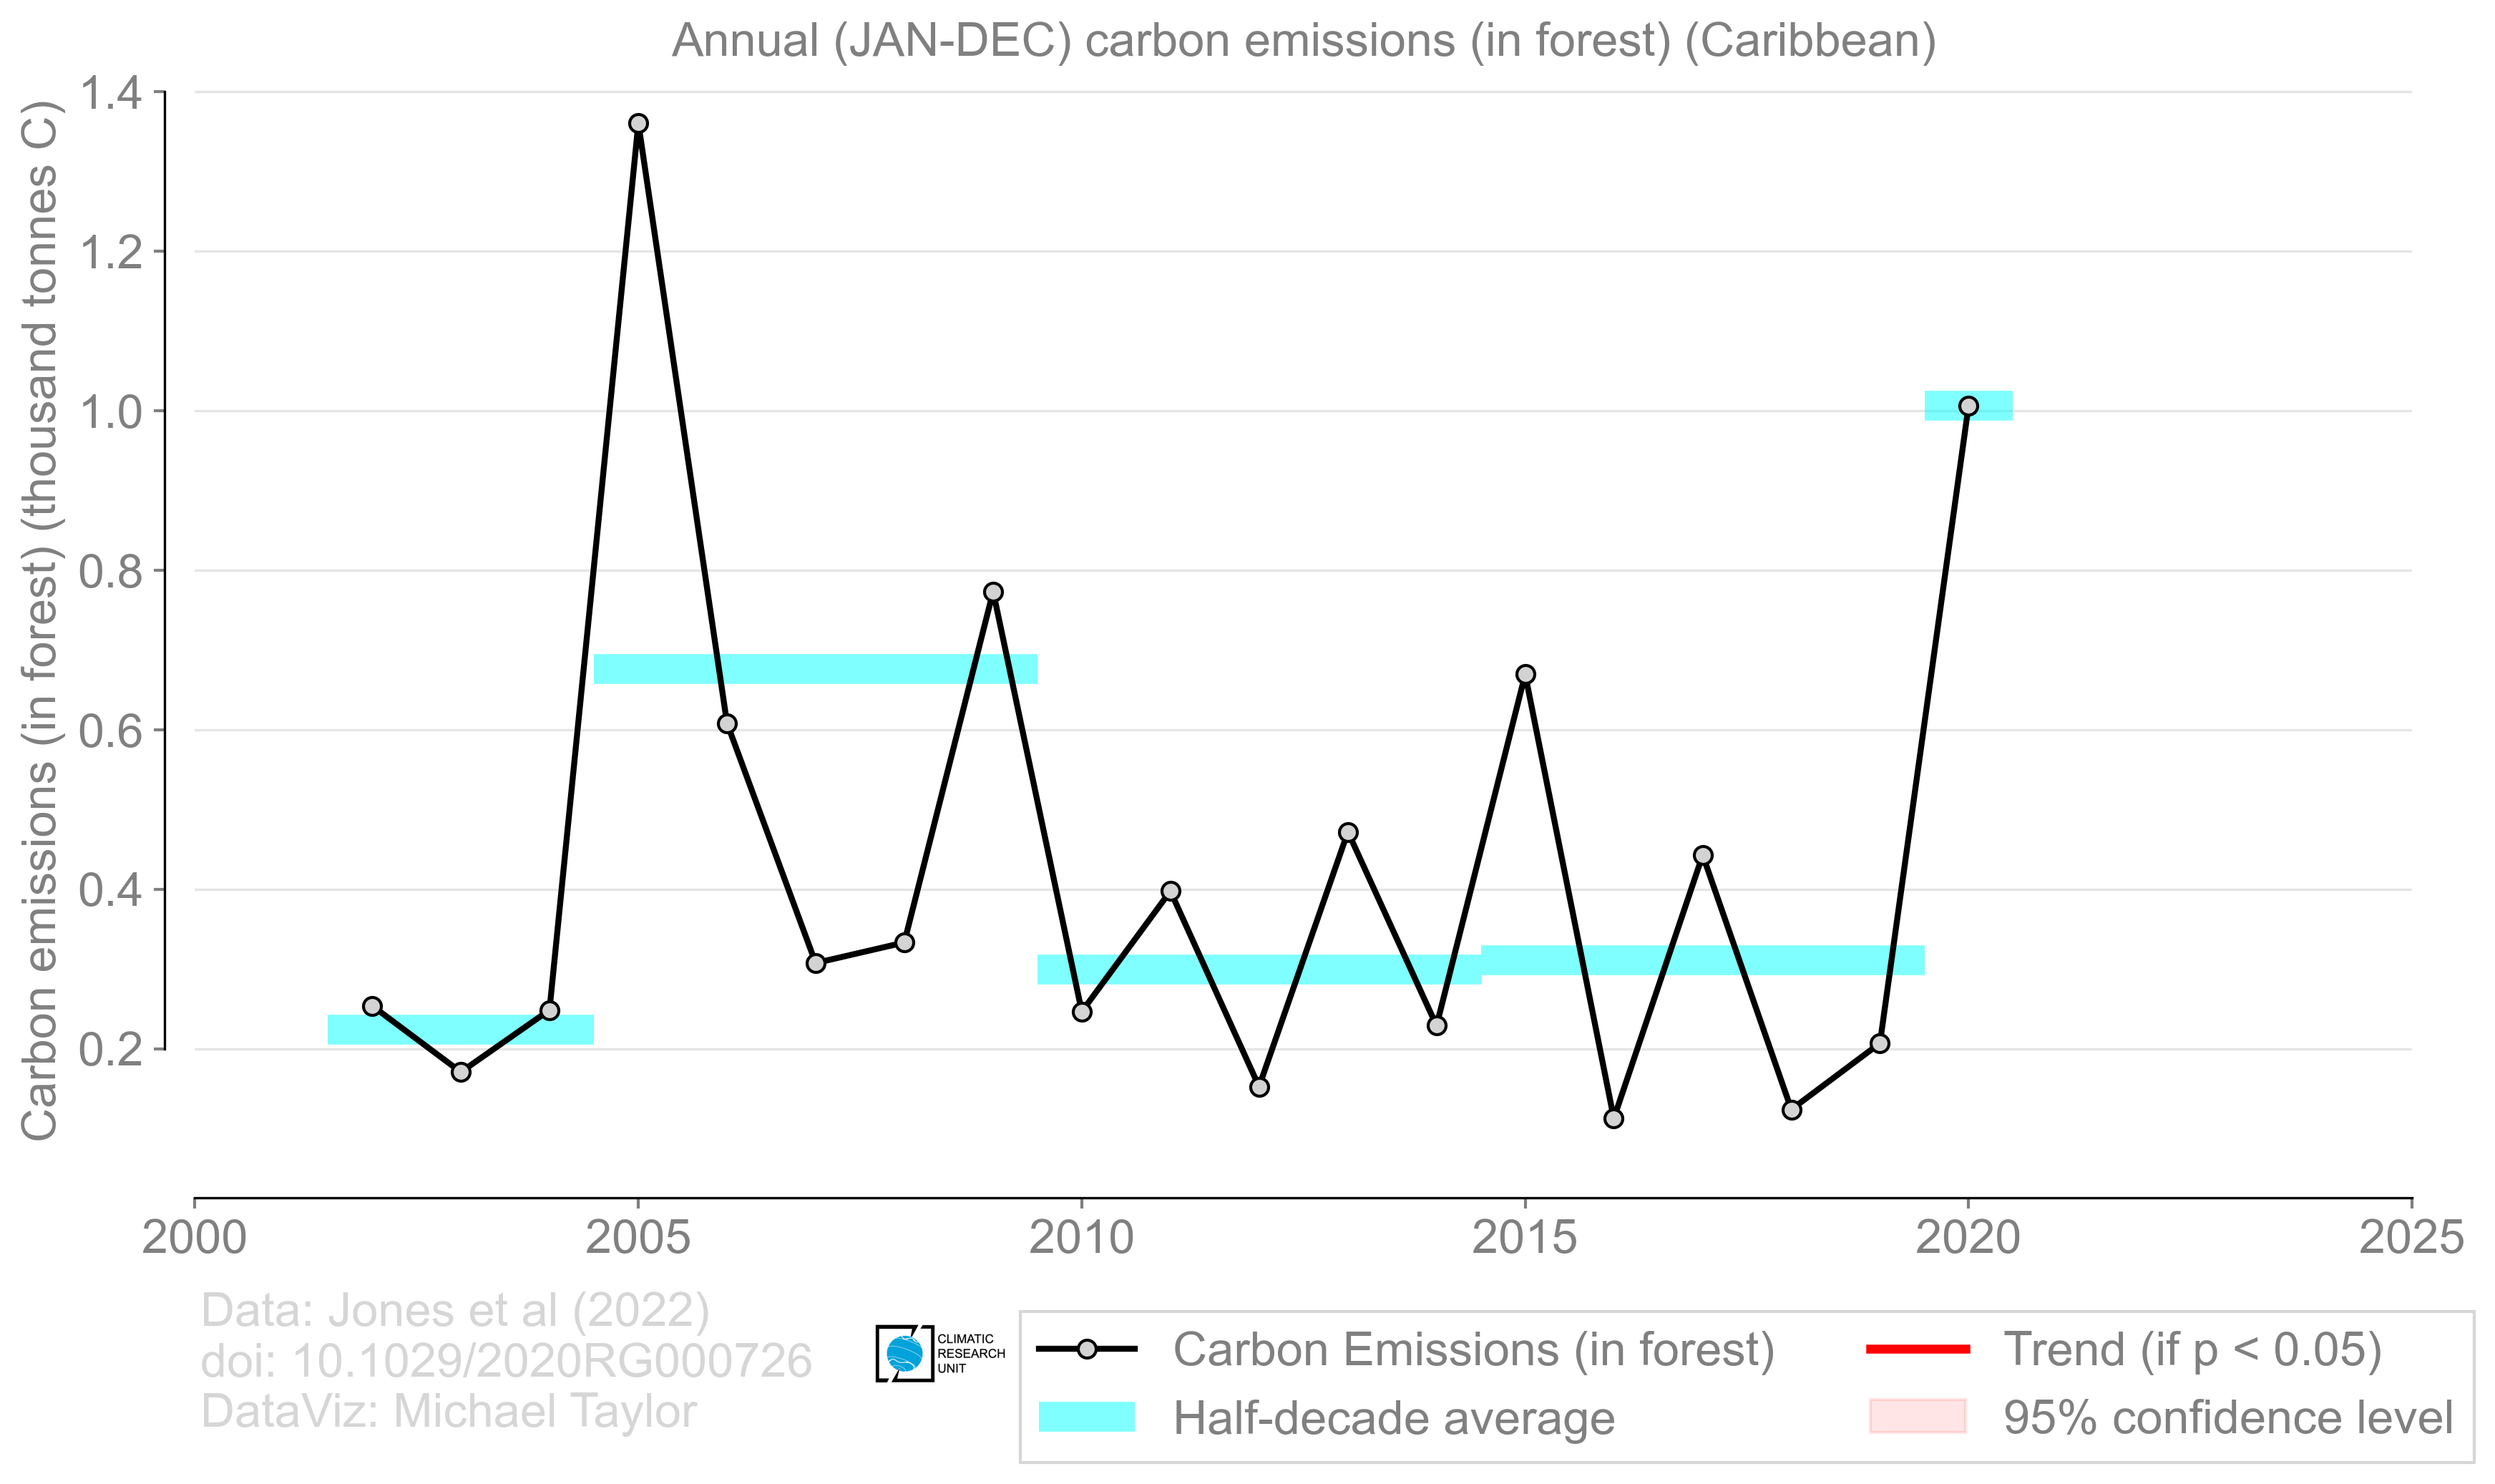 Annual (JAN-DEC) carbon emissions (in forest) (Caribbean)
Carbon emissions (in forest) (thousand tonnes C)
1.4
1.2
1.0
0.8
0.6
0.4
0.2
2000 2005 2010 2015 2020 2025
Data: Jones et al (2022)
doi: 10.1029/2020RG000726
DataViz: Michael Taylor
CLIMATIC
RESEARCH
UNIT
Carbon Emissions (in forest)
Half-decade average
Trend (if p < 0.05)
95% confidence level